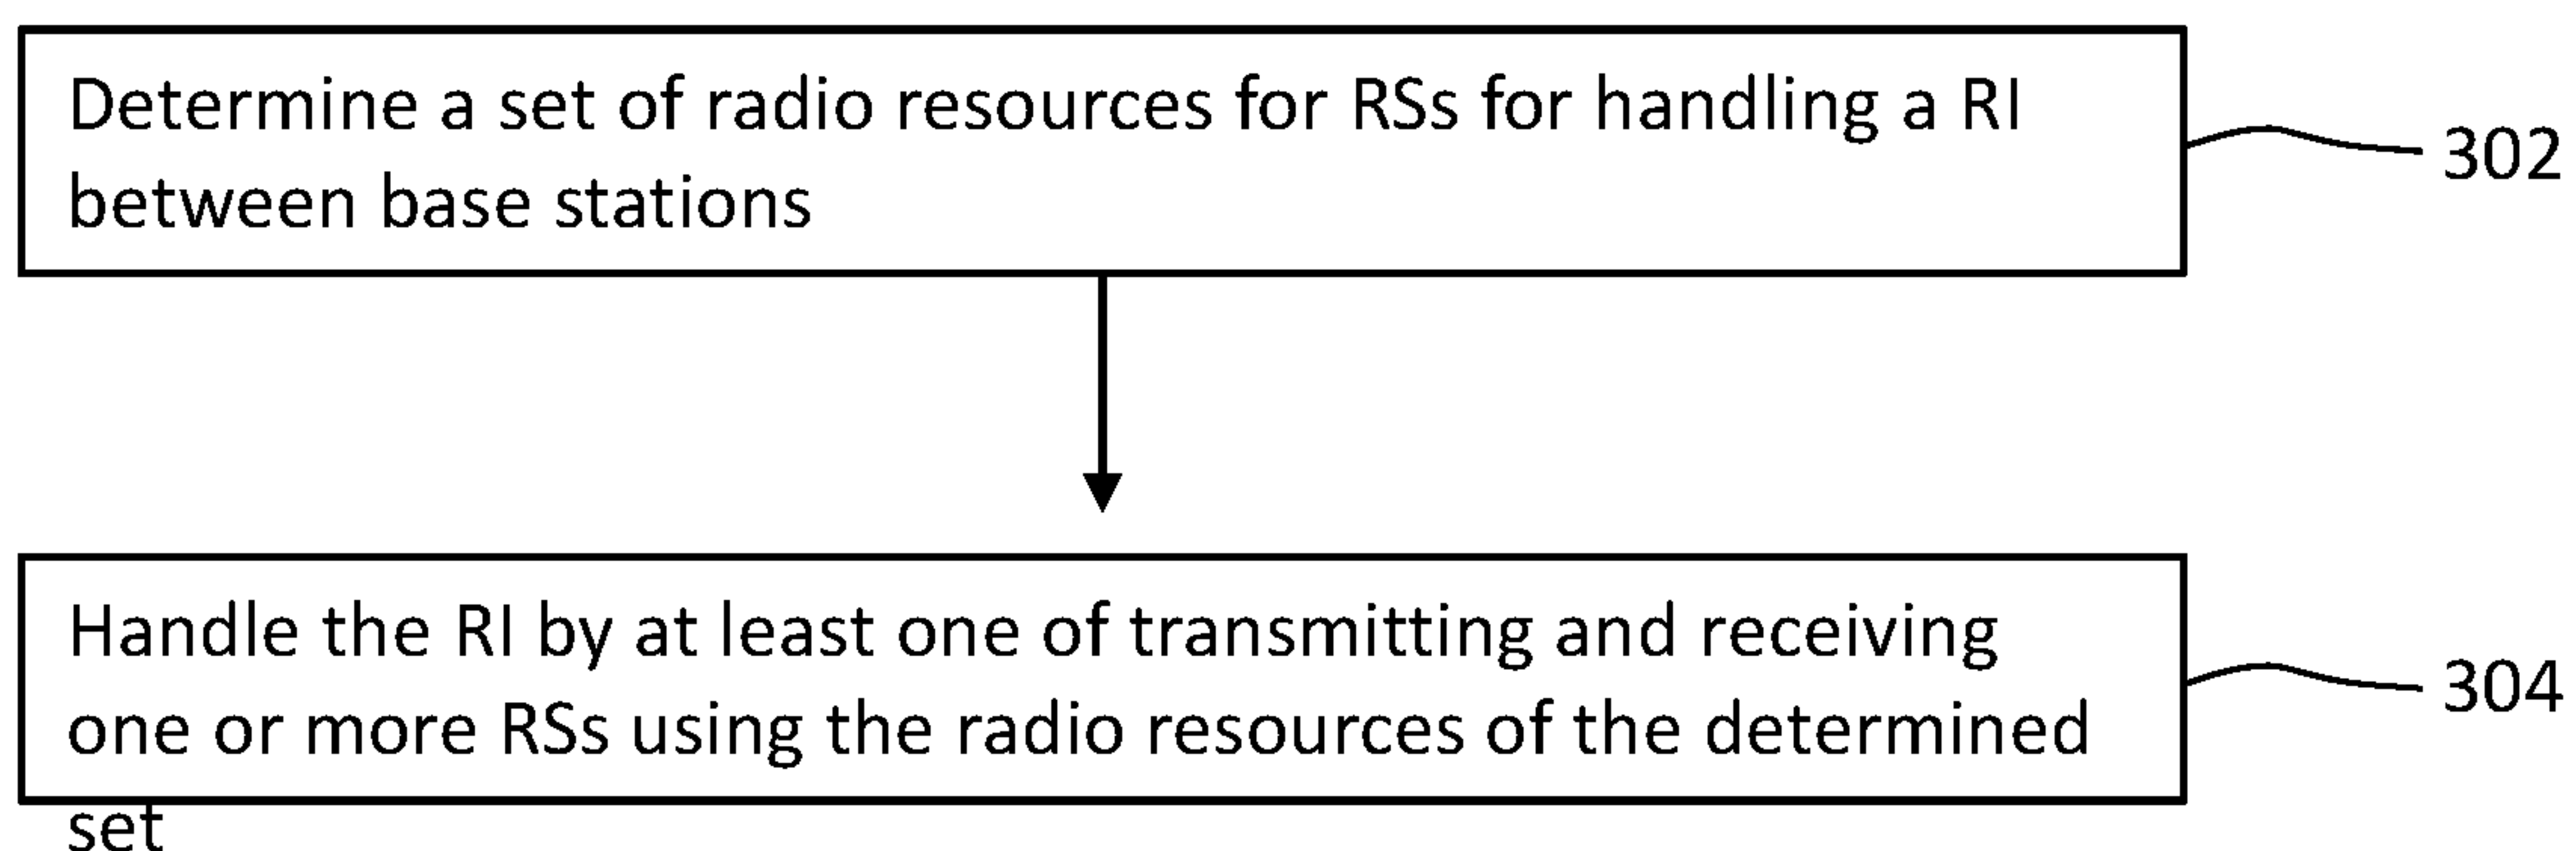 Determine a set of radio resources for RSs for handling a RI
between base stations
302
Handle the RI by at least one of transmitting and receiving
one or more RSs using the radio resources of the determined
set
304